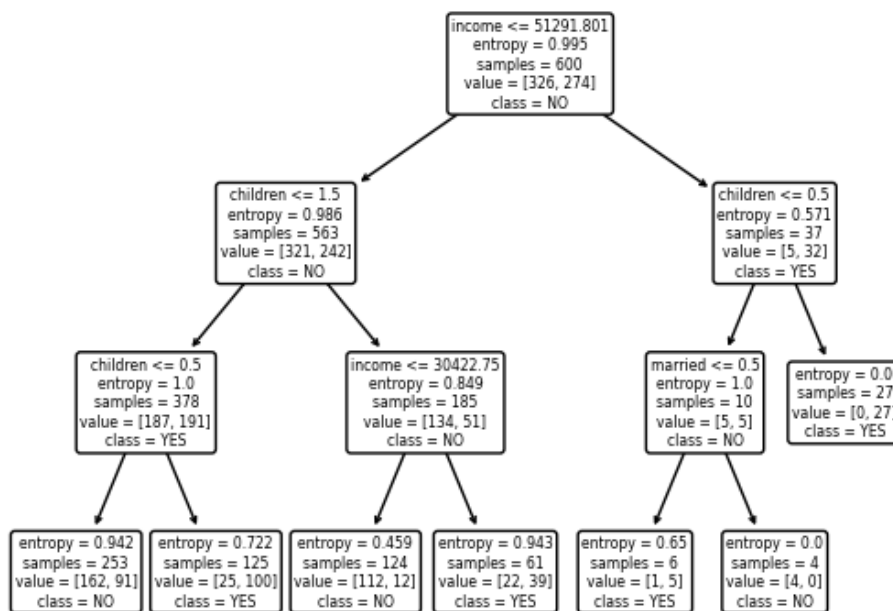 income <= 51291.801
entropy = 0.995
samples = 600
value = [326, 274]
class = NO
children <= 1.5
entropy = 0.986
samples = 563
value = [321, 242]
class = NO
children <= 0.5
entropy = 0.571
samples = 37
value = [5, 32]
class = YES
children <= 0.5
entropy = 1.0
samples = 378
value = [187, 191]
class = YES
income <= 30422.75
entropy = 0.849
samples = 185
value = [134, 51]
class = NO
married <= 0.5
entropy = 1.0
samples = 10
value = [5, 5]
class = NO
entropy = 0.0
samples = 27
value = [0, 27]
class = YES
entropy = 0.942
samples = 253
value = [162, 91]
class = NO
entropy = 0.722
samples = 125
value = [25, 100]
class = YES
entropy = 0.459
samples = 124
value = [112, 12]
class = NO
entropy = 0.943
samples = 61
value = [22, 39]
class = YES
entropy = 0.65
samples = 6
value = [1, 5]
class = YES
entropy = 0.0
samples = 4
value = [4, 0]
class = NO